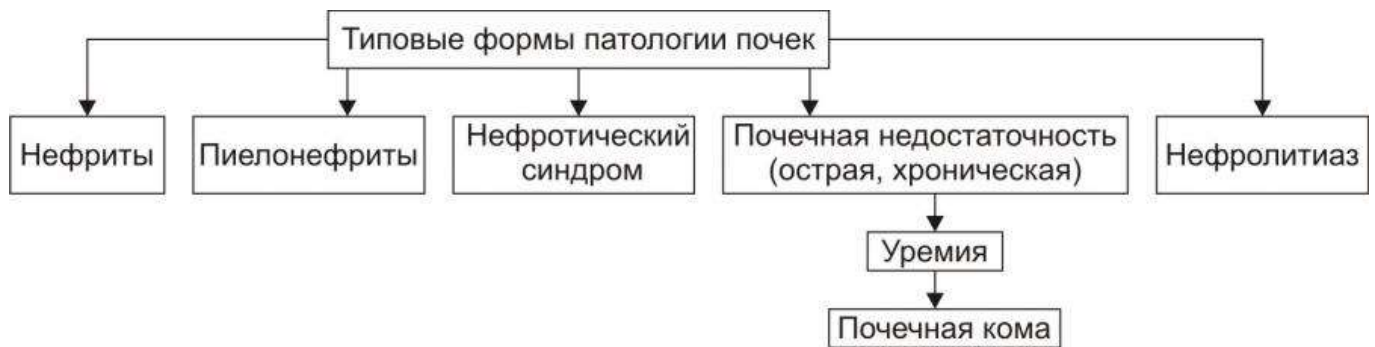 Типовые формы патологии почек
Нефриты
Пиелонефриты
Нефротический
синдром
Почечная недостаточность
(острая, хроническая)
Нефролитиаз
Уремия
Почечная кома